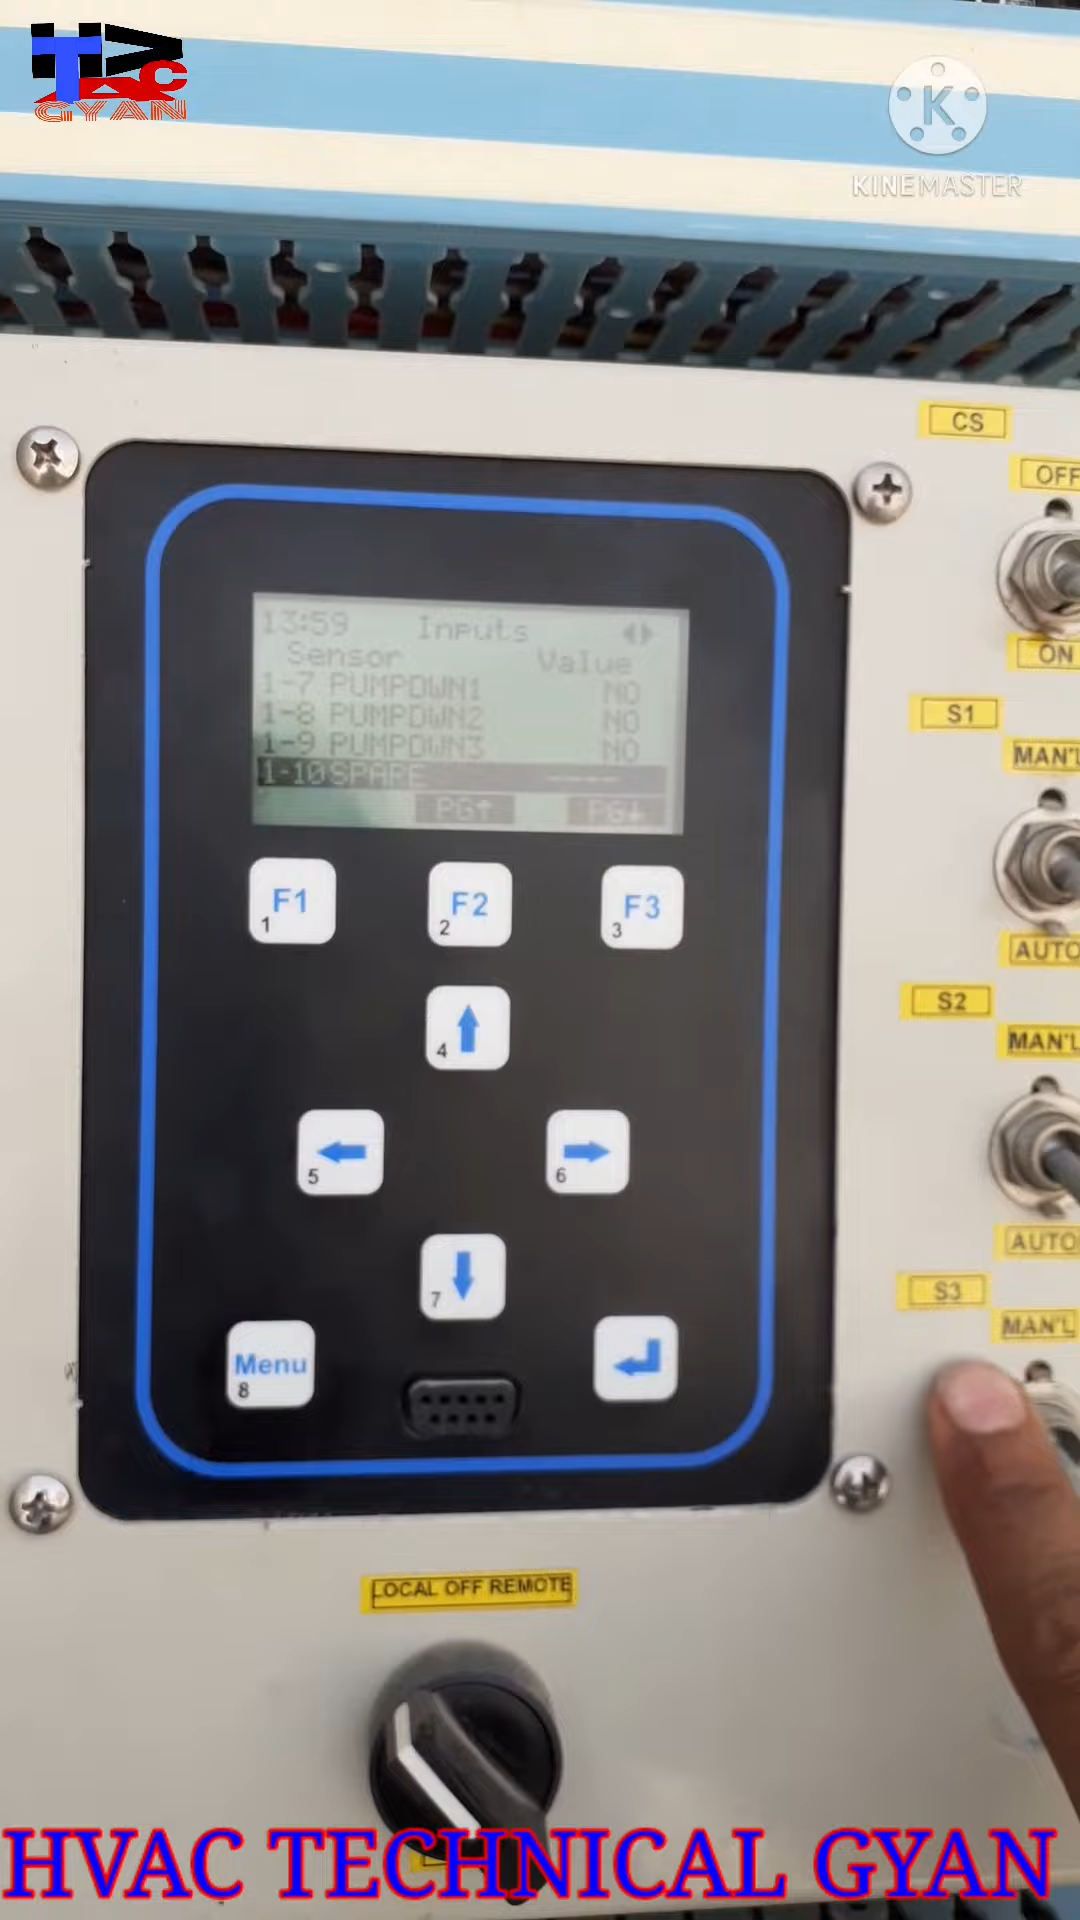 HVAC
GYAN
K
KINEMASTER
CS
OFF
ON
13:59 Inputs
Sensor Value
1-7 PUMPDWN1 NO
1-8 PUMPDWN2 NO
1-9 PUMPDWN3 NO
1-10 SPARE ----
PG↑ PG↓
S1
MAN'L
AUTO
F1 1
F2 2
F3 3
S2
MAN'L
4
5
6
AUTO
7
S3
MAN'L
Menu 8
LOCAL OFF REMOTE
HVAC TECHNICAL GYAN